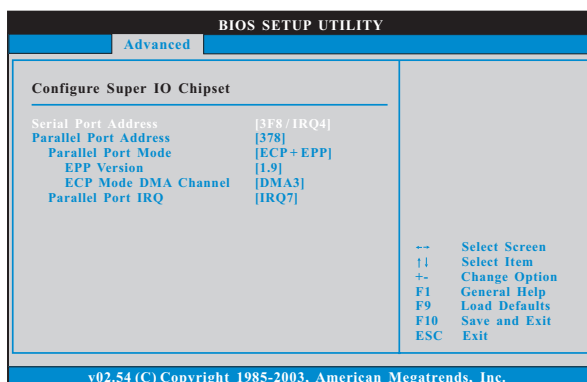 BIOS SETUP UTILITY
Advanced
Configure Super IO Chipset
Serial Port Address [3F8 / IRQ4]
Parallel Port Address [378]
Parallel Port Mode [ECP + EPP]
EPP Version [1.9]
ECP Mode DMA Channel [DMA3]
Parallel Port IRQ [IRQ7]
←→ Select Screen
↑↓ Select Item
+- Change Option
F1 General Help
F9 Load Defaults
F10 Save and Exit
ESC Exit
v02.54 (C) Copyright 1985-2003, American Megatrends, Inc.